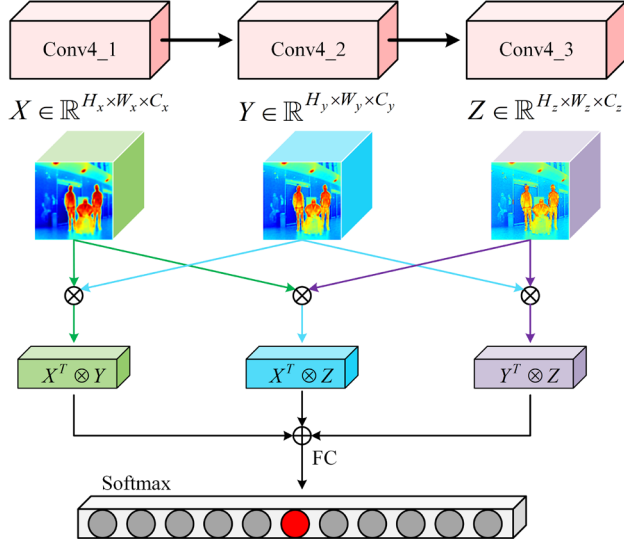 Conv4_1 Conv4_2 Conv4_3
X ∈ ℝ^{H_x×W_x×C_x} Y ∈ ℝ^{H_y×W_y×C_y} Z ∈ ℝ^{H_z×W_z×C_z}
X^T ⊗ Y X^T ⊗ Z Y^T ⊗ Z
FC
Softmax